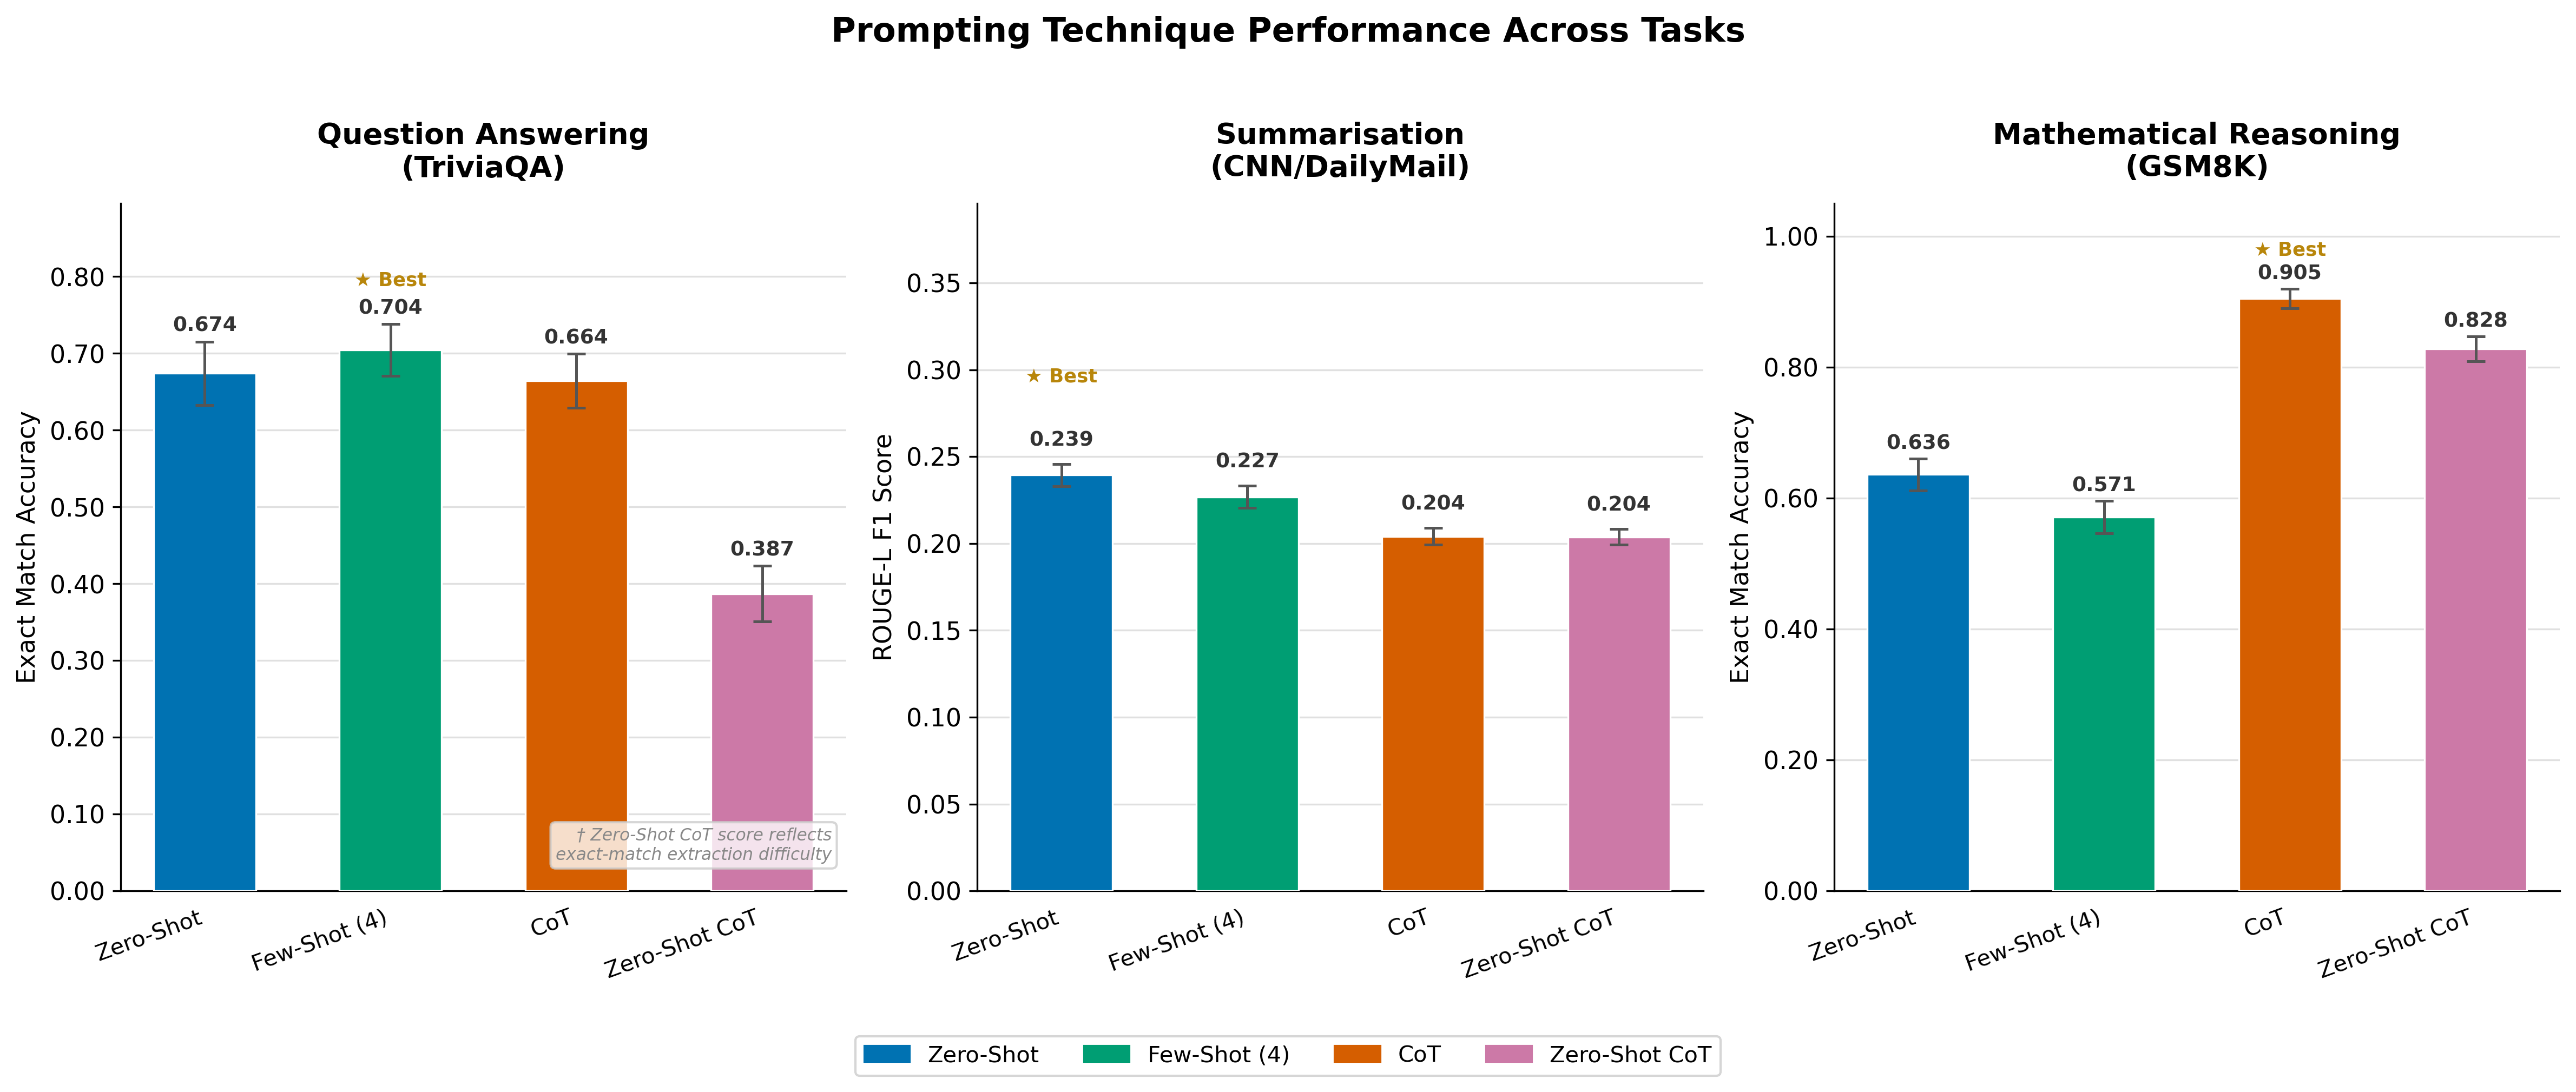 Prompting Technique Performance Across Tasks
Question Answering
(TriviaQA)
Exact Match Accuracy
0.80
0.70
0.60
0.50
0.40
0.30
0.20
0.10
0.00
0.674
★ Best
0.704
0.664
0.387
† Zero-Shot CoT score reflects
exact-match extraction difficulty
Zero-Shot
Few-Shot (4)
CoT
Zero-Shot CoT
Summarisation
(CNN/DailyMail)
ROUGE-L F1 Score
0.35
0.30
0.25
0.20
0.15
0.10
0.05
0.00
★ Best
0.239
0.227
0.204
0.204
Zero-Shot
Few-Shot (4)
CoT
Zero-Shot CoT
Mathematical Reasoning
(GSM8K)
Exact Match Accuracy
1.00
0.80
0.60
0.40
0.20
0.00
0.636
0.571
★ Best
0.905
0.828
Zero-Shot
Few-Shot (4)
CoT
Zero-Shot CoT
Zero-Shot
Few-Shot (4)
CoT
Zero-Shot CoT